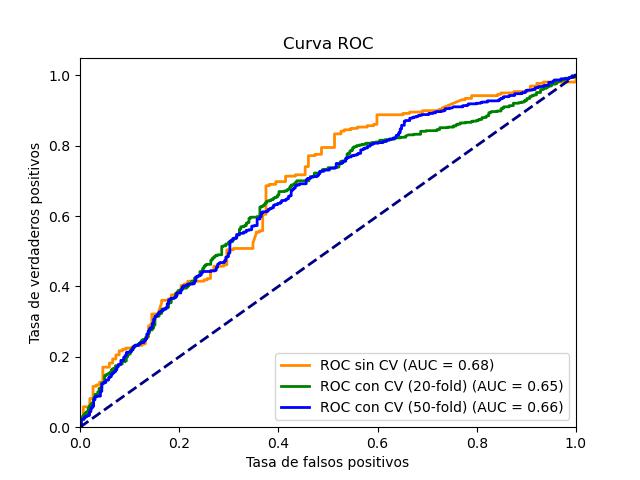 Curva ROC
1.0
0.8
0.6
0.4
0.2
0.0
Tasa de verdaderos positivos
ROC sin CV (AUC = 0.68)
ROC con CV (20-fold) (AUC = 0.65)
ROC con CV (50-fold) (AUC = 0.66)
0.0 0.2 0.4 0.6 0.8 1.0
Tasa de falsos positivos